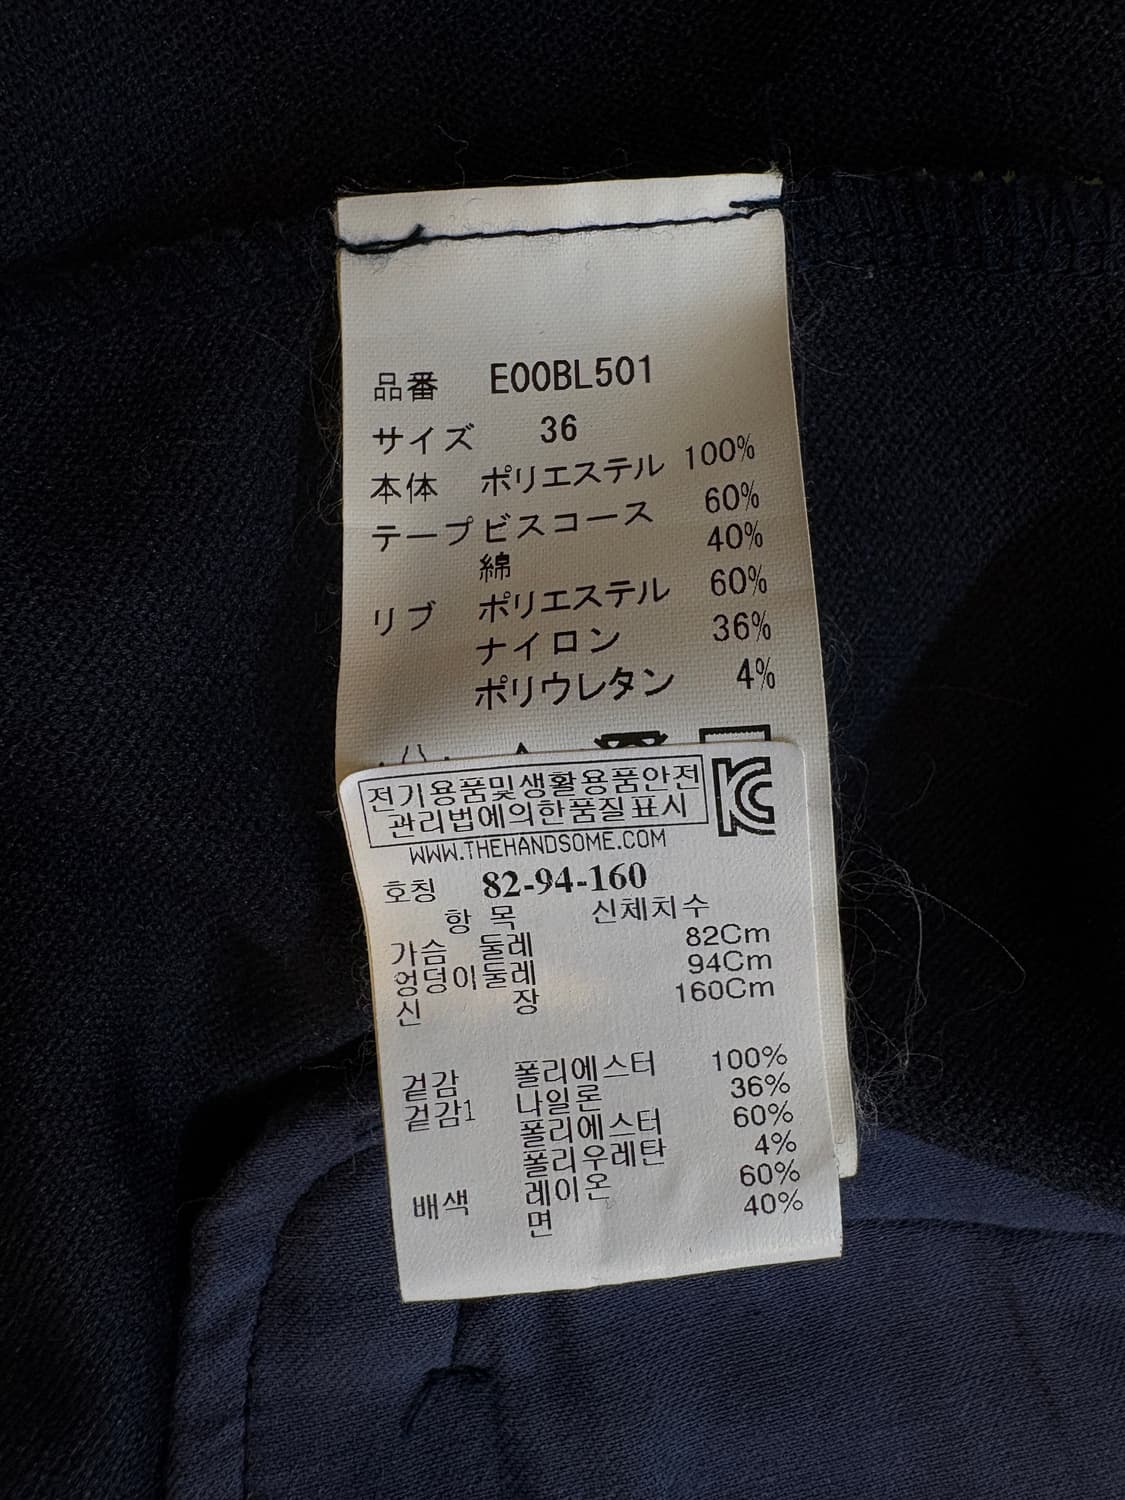 品番 E00BL501
サイズ 36
本体 ポリエステル 100%
テープ ビスコース 60%
綿 40%
リブ ポリエステル 60%
ナイロン 36%
ポリウレタン 4%
전기용품및생활용품안전
관리법에의한품질표시
KC
WWW.THEHANDSOME.COM
호칭 82-94-160
항 목 신체치수
가슴 둘레 82Cm
엉덩이둘레 94Cm
신 장 160Cm
겉감 폴리에스터 100%
겉감1 나일론 36%
폴리에스터 60%
폴리우레탄 4%
배색 레이온 60%
면 40%